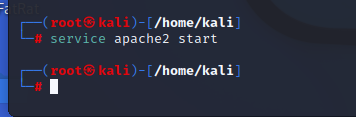 ┌──(root㉿kali)-[/home/kali]
└─# service apache2 start
┌──(root㉿kali)-[/home/kali]
└─#